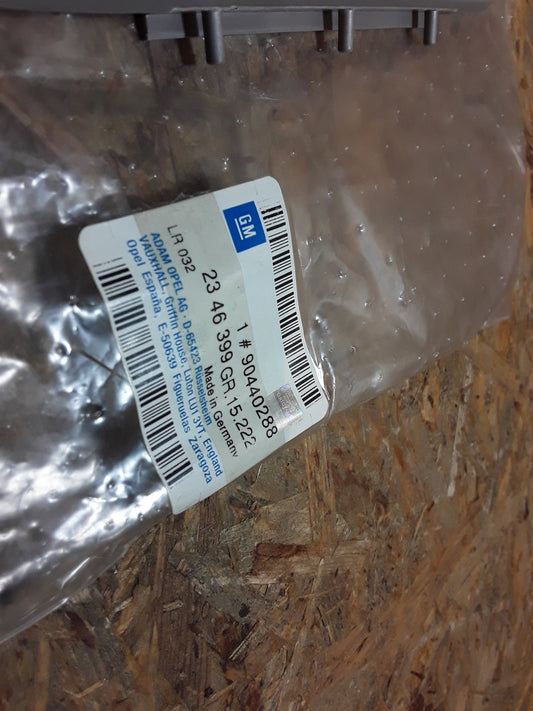 GM
1 # 90440288
23 46 399 GR.15.222
LR 032
Made in Germany
ADAM OPEL AG · D-65423 Rüsselsheim
VAUXHALL, Griffin House, Luton LU1 3YT, England
Opel España, E-50639 Figueruelas Zaragoza